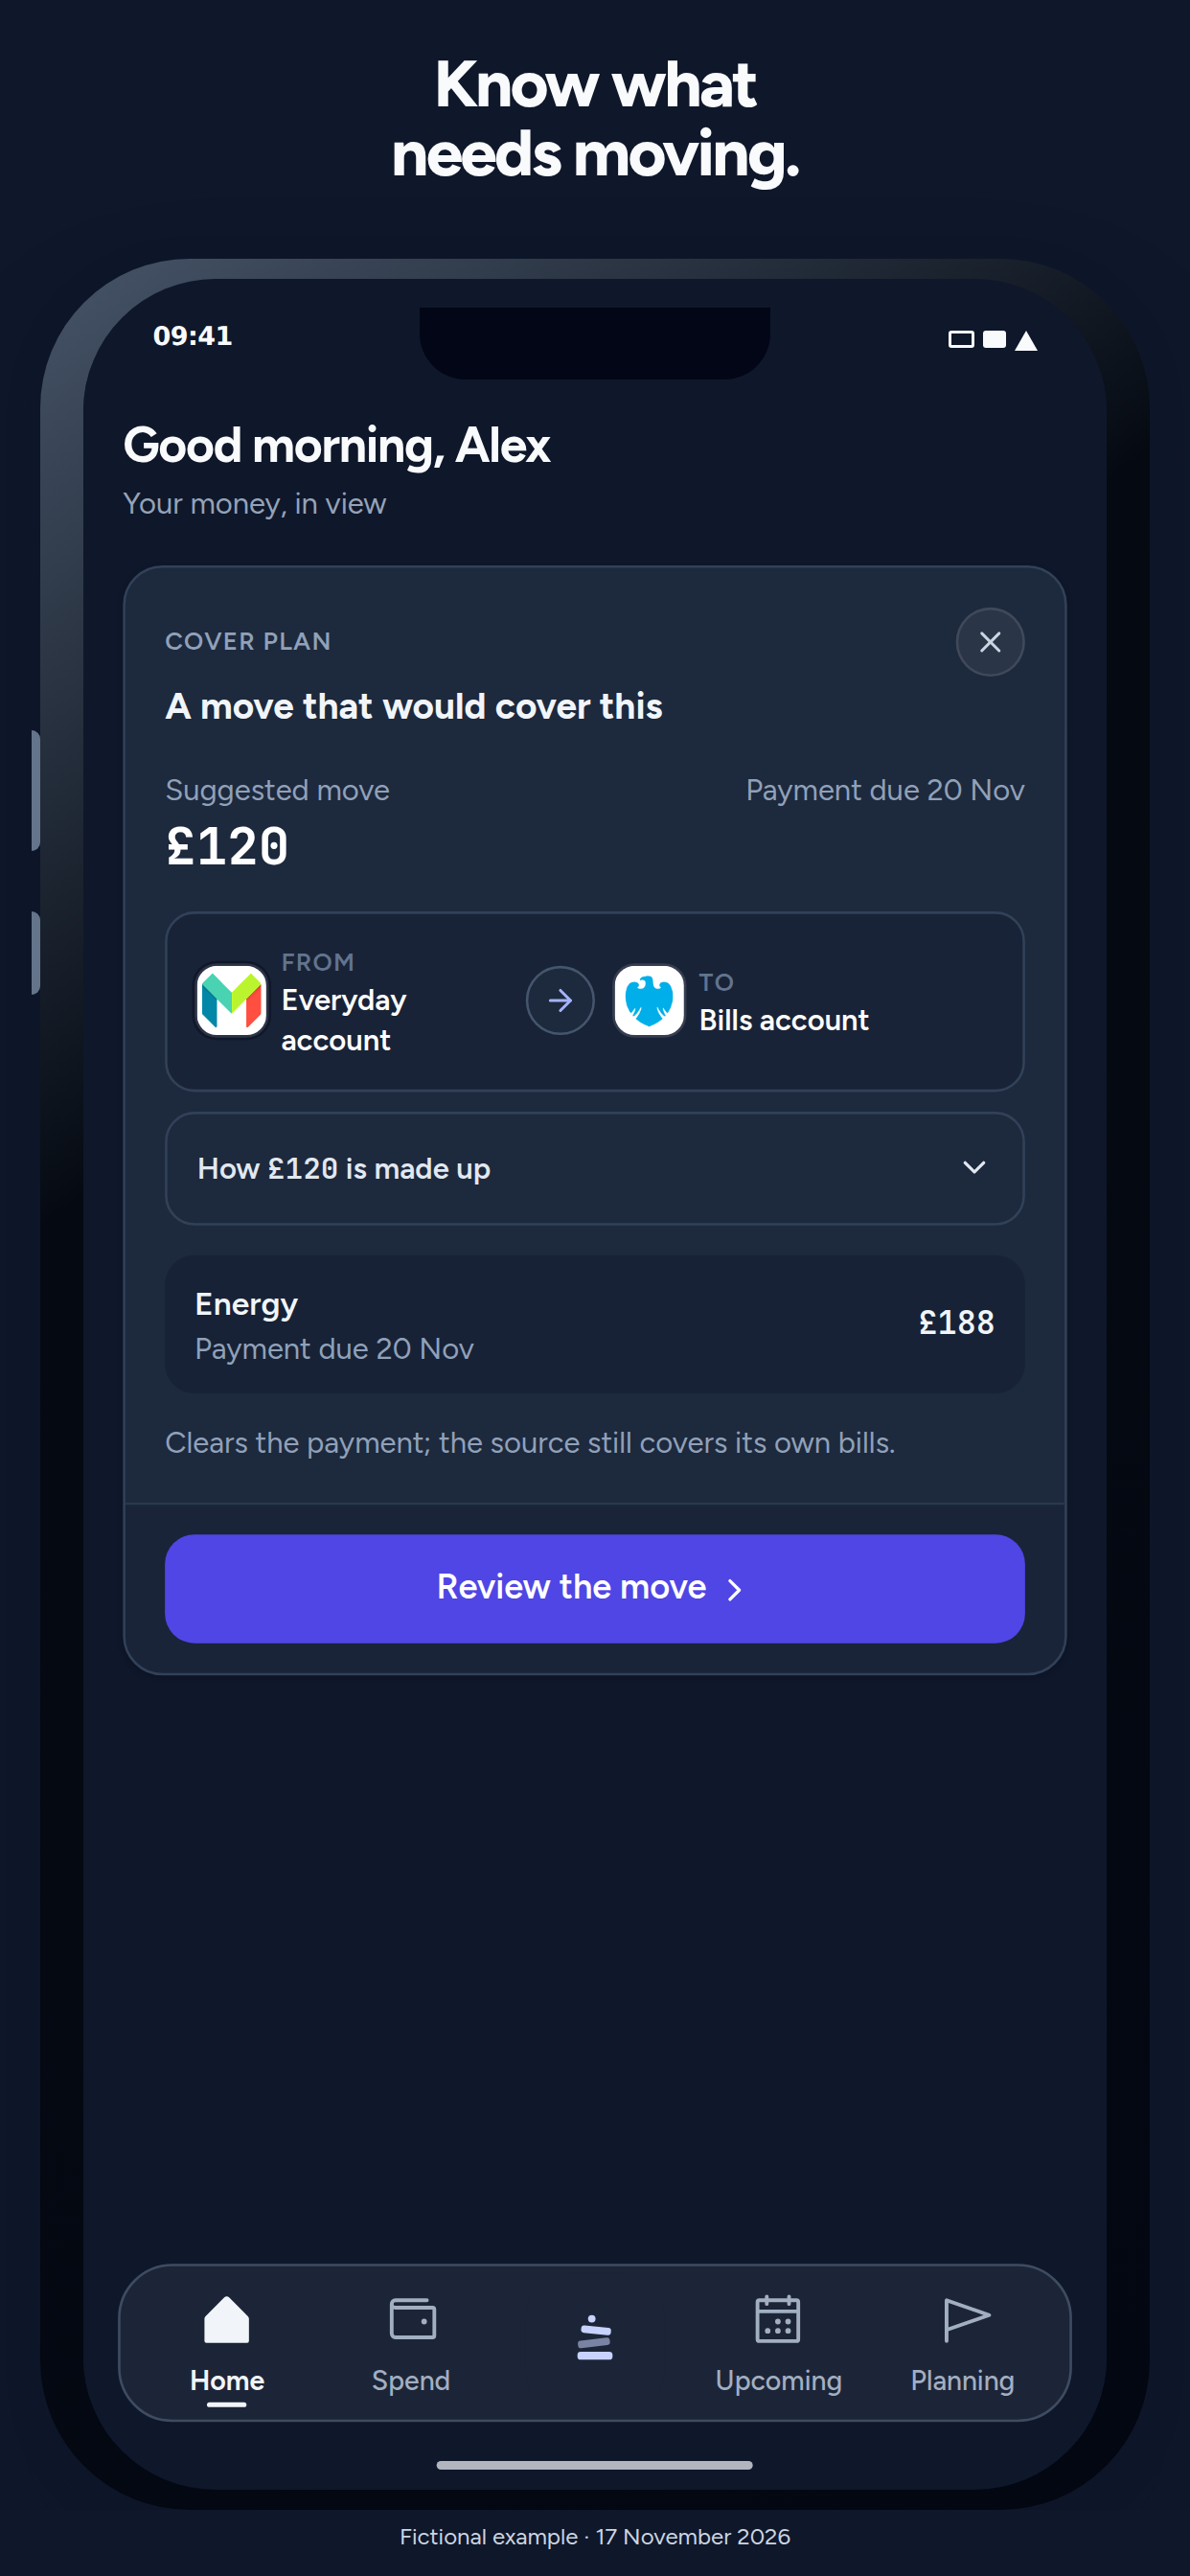 Know what
needs moving.
09:41
Good morning, Alex
Your money, in view
COVER PLAN
A move that would cover this
Suggested move
Payment due 20 Nov
£120
FROM
Everyday
account
TO
Bills account
How £120 is made up
Energy
Payment due 20 Nov
£188
Clears the payment; the source still covers its own bills.
Review the move
Home
Spend
Upcoming
Planning
Fictional example · 17 November 2026